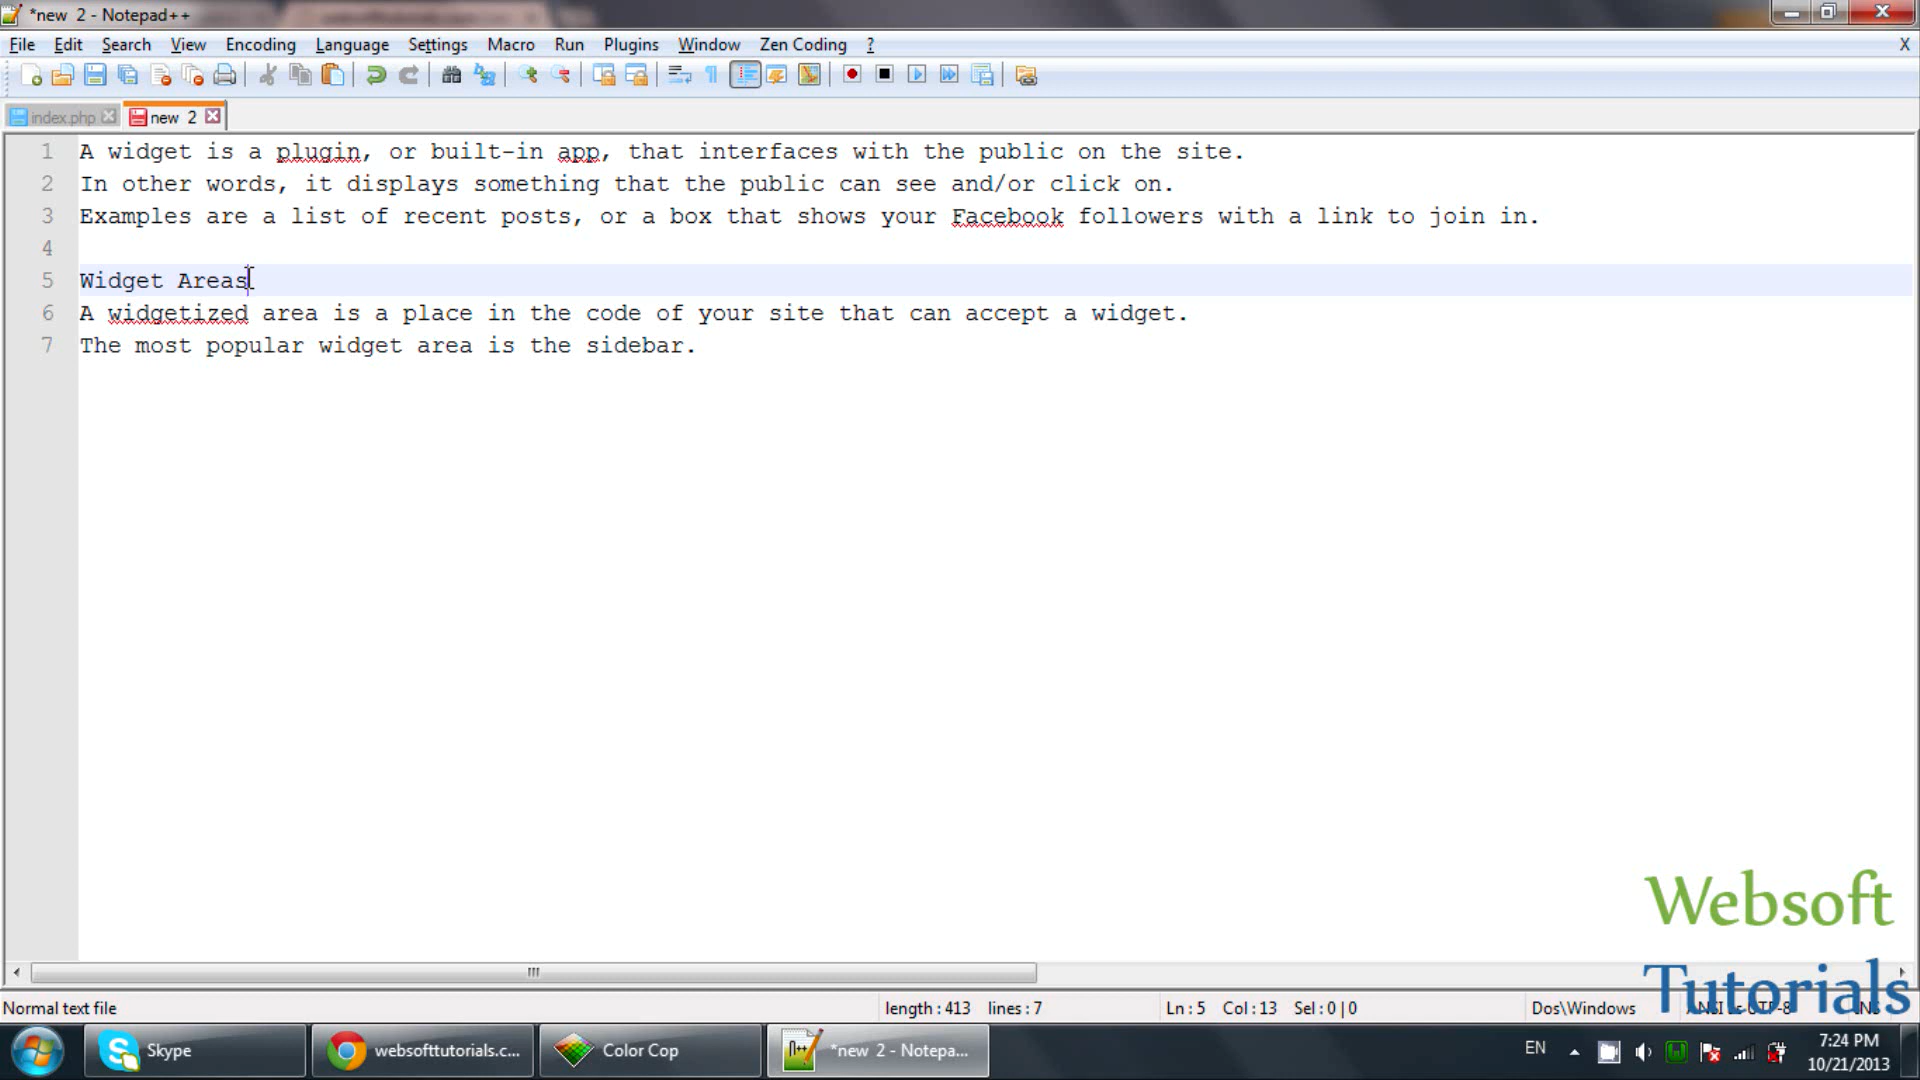 *new 2 - Notepad++
File Edit Search View Encoding Language Settings Macro Run Plugins Window Zen Coding ? X
index.php new 2
1 A widget is a plugin, or built-in app, that interfaces with the public on the site.
2 In other words, it displays something that the public can see and/or click on.
3 Examples are a list of recent posts, or a box that shows your Facebook followers with a link to join in.
4
5 Widget Areas
6 A widgetized area is a place in the code of your site that can accept a widget.
7 The most popular widget area is the sidebar.
Websoft
Tutorials
Normal text file length : 413 lines : 7 Ln : 5 Col : 13 Sel : 0 | 0 Dos\Windows
Skype websofttutorials.c... Color Cop *new 2 - Notepa... EN 7:24 PM
10/21/2013